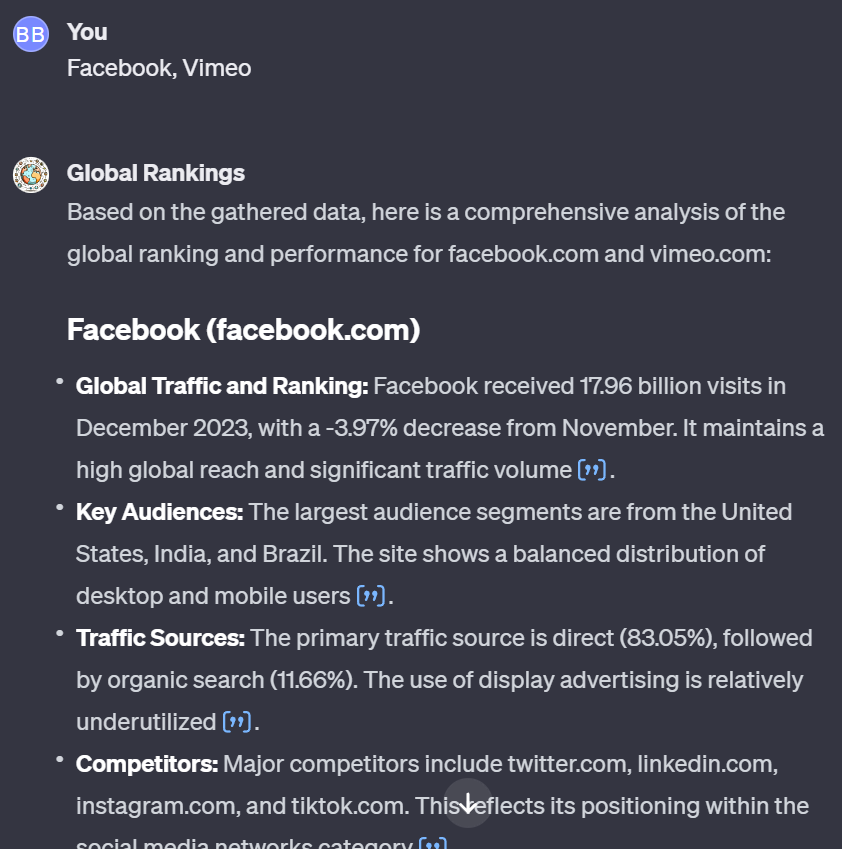 BB You
Facebook, Vimeo
Global Rankings
Based on the gathered data, here is a comprehensive analysis of the
global ranking and performance for facebook.com and vimeo.com:
Facebook (facebook.com)
• Global Traffic and Ranking: Facebook received 17.96 billion visits in
December 2023, with a -3.97% decrease from November. It maintains a
high global reach and significant traffic volume [”].
• Key Audiences: The largest audience segments are from the United
States, India, and Brazil. The site shows a balanced distribution of
desktop and mobile users [”].
• Traffic Sources: The primary traffic source is direct (83.05%), followed
by organic search (11.66%). The use of display advertising is relatively
underutilized [”].
• Competitors: Major competitors include twitter.com, linkedin.com,
instagram.com, and tiktok.com. This reflects its positioning within the
social media networks category [”]